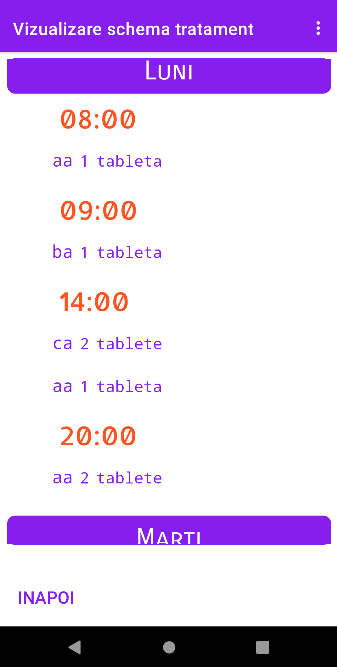 Vizualizare schema tratament
LUNI
08:00
aa 1 tableta
09:00
ba 1 tableta
14:00
ca 2 tablete
aa 1 tableta
20:00
aa 2 tablete
MARTI
INAPOI